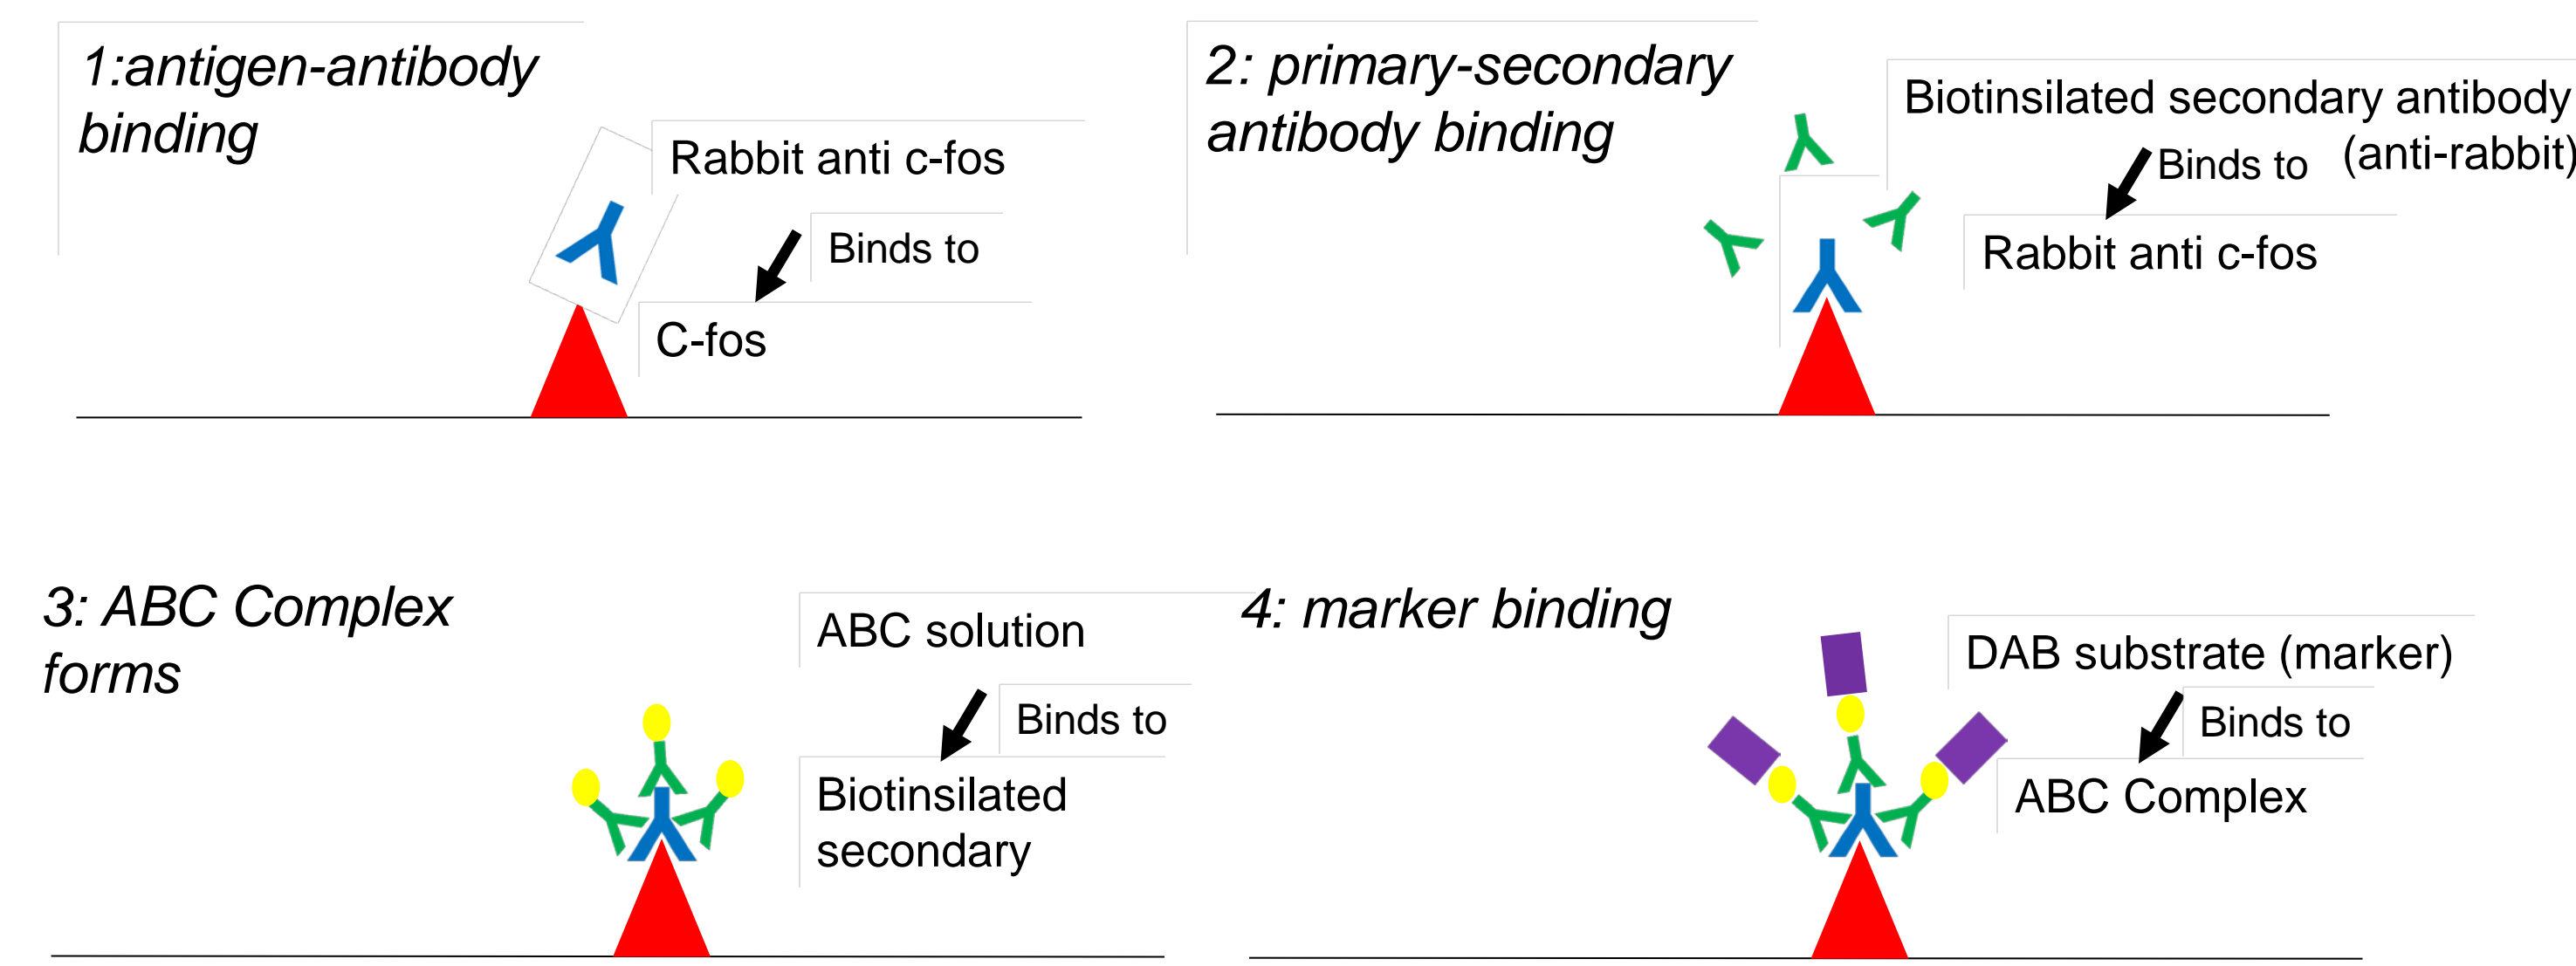 1:antigen-antibody
binding
Rabbit anti c-fos
Binds to
C-fos
2: primary-secondary
antibody binding
Biotinsilated secondary antibody
(anti-rabbit)
Binds to
Rabbit anti c-fos
3: ABC Complex
forms
ABC solution
Binds to
Biotinsilated
secondary
4: marker binding
DAB substrate (marker)
Binds to
ABC Complex